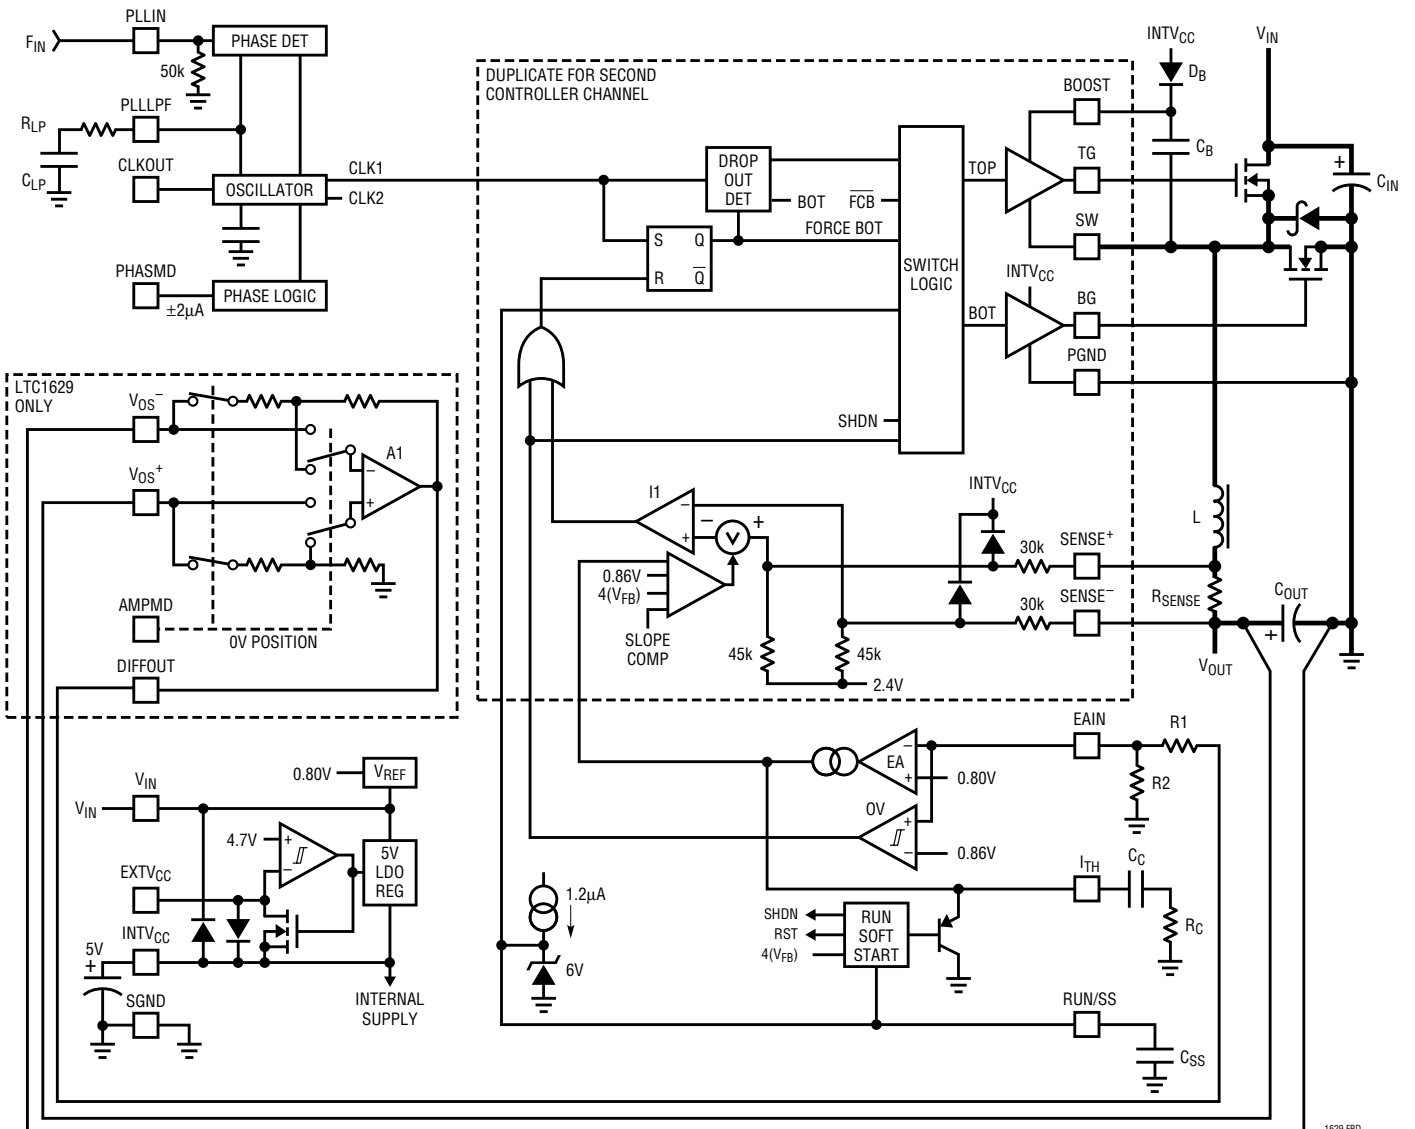 PLLIN
F_IN
PHASE DET
50k
PLLLPF
R_LP
C_LP
CLKOUT
OSCILLATOR
CLK1
CLK2
PHASMD
±2µA
PHASE LOGIC
DUPLICATE FOR SECOND
CONTROLLER CHANNEL
DROP
OUT
DET
BOT
F̅C̅B̅
FORCE BOT
S Q
R Q̅
SWITCH
LOGIC
SHDN
TOP
BOT
INTV_CC
BOOST
TG
SW
BG
PGND
INTV_CC
D_B
C_B
V_IN
+
C_IN
LTC1629
ONLY
V_OS⁻
V_OS⁺
A1
−
+
AMPMD
0V POSITION
DIFFOUT
I1
−
+
−
+
V
0.86V
4(V_FB)
SLOPE
COMP
45k
45k
2.4V
INTV_CC
30k
SENSE⁺
30k
SENSE⁻
L
R_SENSE
C_OUT
+
V_OUT
EAIN
R1
R2
EA
−
+
0.80V
OV
+
−
0.86V
I_TH
C_C
R_C
1.2µA
6V
SHDN
RST
4(V_FB)
RUN
SOFT
START
RUN/SS
C_SS
0.80V
V_REF
V_IN
V_IN
4.7V
+
−
5V
LDO
REG
EXTV_CC
INTV_CC
5V
+
SGND
INTERNAL
SUPPLY
1629 FBD